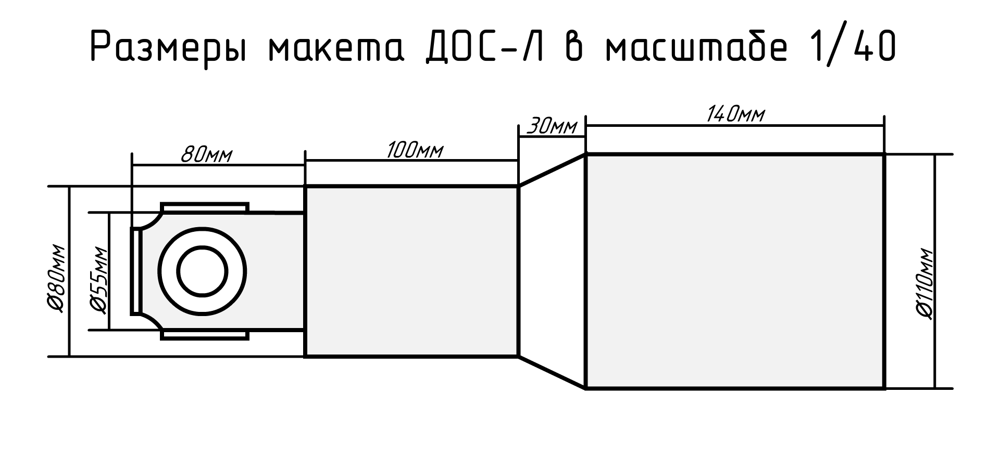 Размеры макета ДОС-Л в масштабе 1/40
140мм
30мм
100мм
80мм
Ø80мм
Ø55мм
Ø110мм